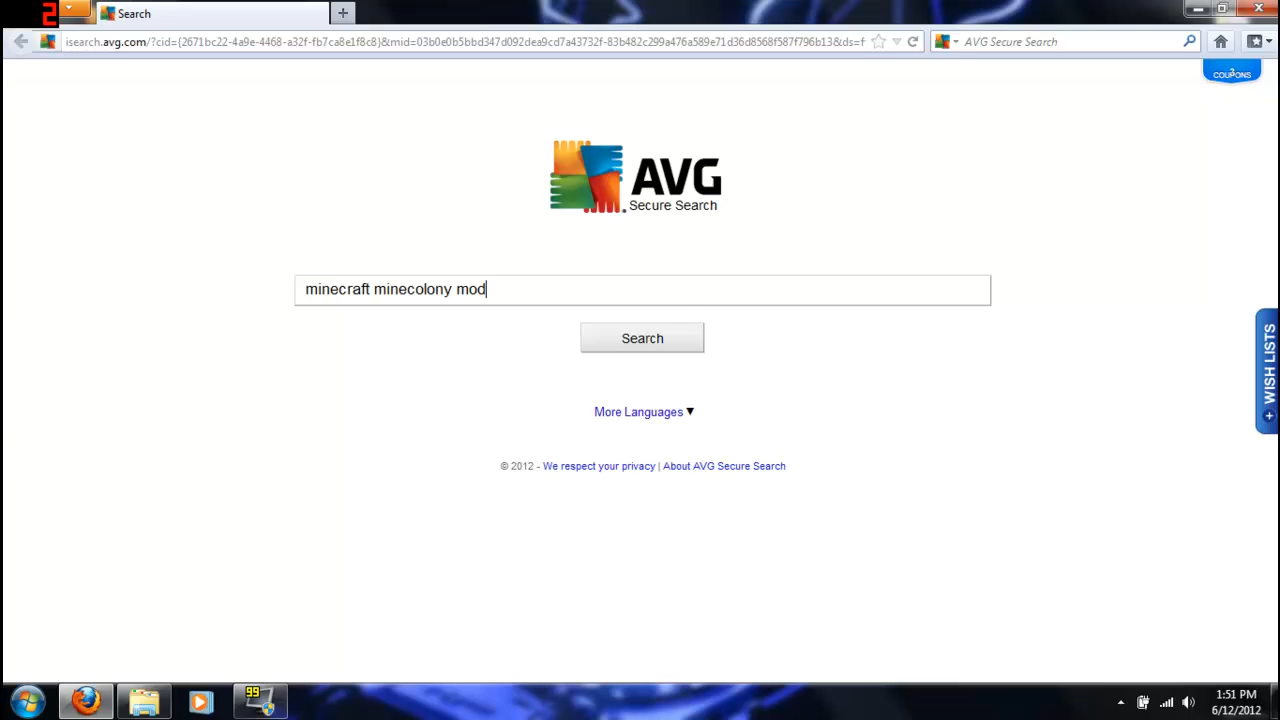 2
Search
isearch.avg.com/?cid={2671bc22-4a9e-4468-a32f-fb7ca8e1f8c8}&mid=03b0e0b5bbd347d092dea9cd7a43732f-83b482c299a476a589e71d36d8568f587f796b13&ds=f
AVG Secure Search
COUPONS
AVG
Secure Search
minecraft minecolony mod
Search
WISH LISTS
More Languages ▼
© 2012 - We respect your privacy | About AVG Secure Search
99
1:51 PM
6/12/2012